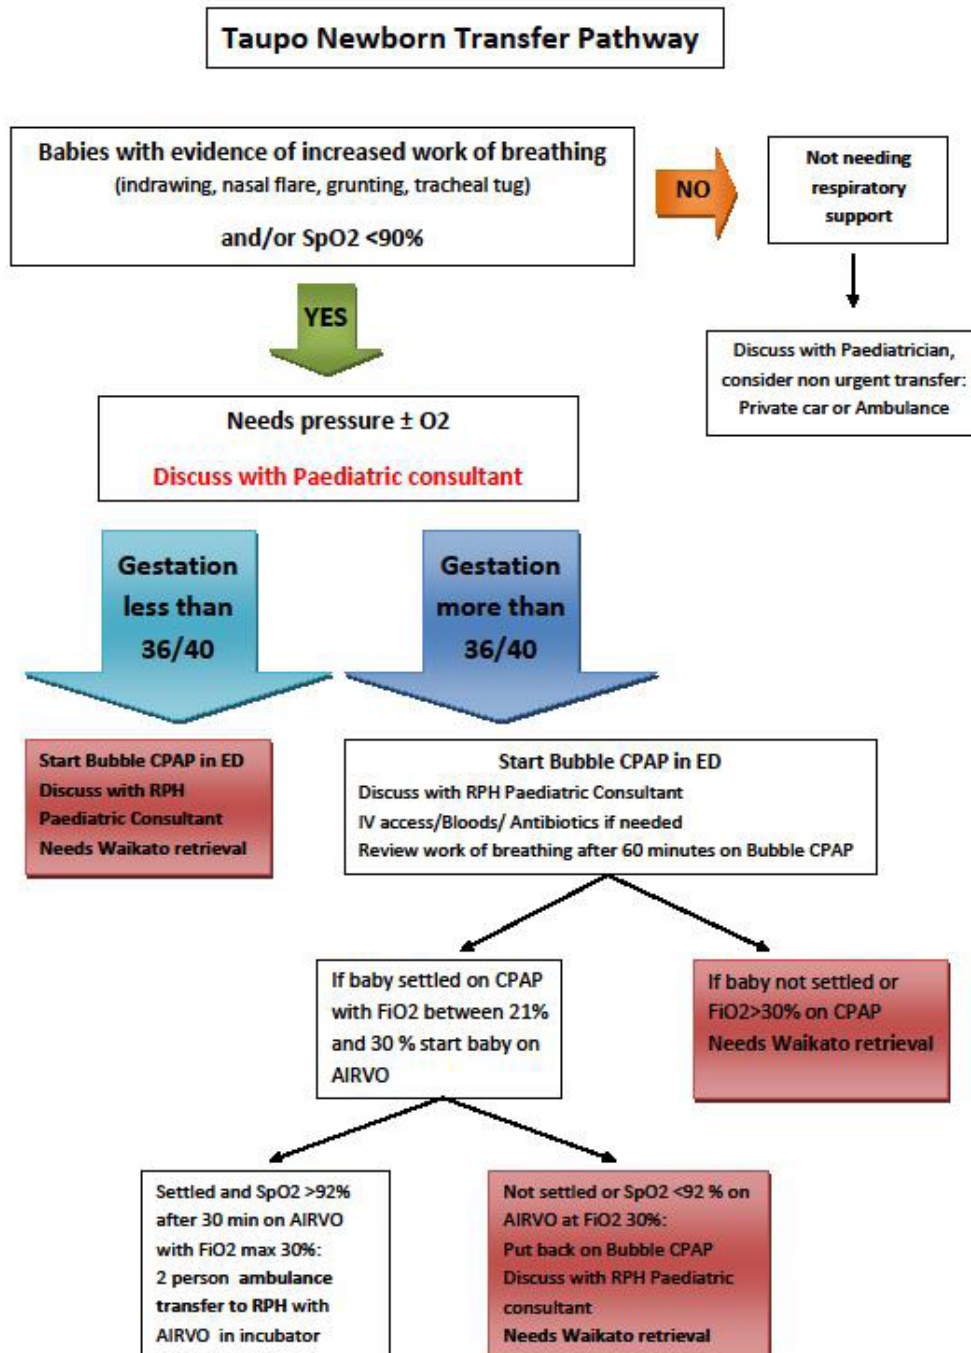 Taupo Newborn Transfer Pathway
Babies with evidence of increased work of breathing
(indrawing, nasal flare, grunting, tracheal tug)
and/or SpO2 <90%
NO
Not needing
respiratory
support
YES
Discuss with Paediatrician,
consider non urgent transfer:
Private car or Ambulance
Needs pressure ± O2
Discuss with Paediatric consultant
Gestation
less than
36/40
Gestation
more than
36/40
Start Bubble CPAP in ED
Discuss with RPH
Paediatric Consultant
Needs Waikato retrieval
Start Bubble CPAP in ED
Discuss with RPH Paediatric Consultant
IV access/Bloods/ Antibiotics if needed
Review work of breathing after 60 minutes on Bubble CPAP
If baby settled on CPAP
with FiO2 between 21%
and 30 % start baby on
AIRVO
If baby not settled or
FiO2>30% on CPAP
Needs Waikato retrieval
Settled and SpO2 >92%
after 30 min on AIRVO
with FiO2 max 30%:
2 person ambulance
transfer to RPH with
AIRVO in incubator
Not settled or SpO2 <92 % on
AIRVO at FiO2 30%:
Put back on Bubble CPAP
Discuss with RPH Paediatric
consultant
Needs Waikato retrieval